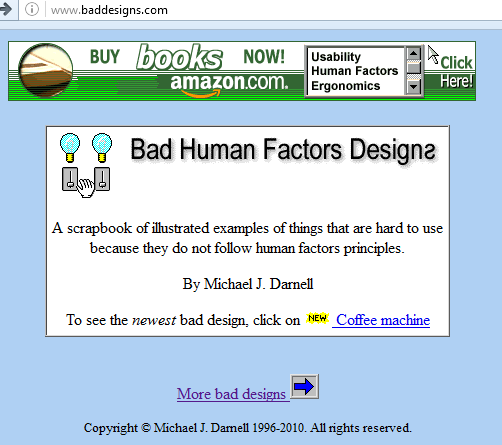 www.baddesigns.com
BUY books NOW!
amazon.com.
Usability
Human Factors
Ergonomics
Click
Here!
Bad Human Factors Designs
A scrapbook of illustrated examples of things that are hard to use
because they do not follow human factors principles.
By Michael J. Darnell
To see the newest bad design, click on NEW Coffee machine
More bad designs
Copyright © Michael J. Darnell 1996-2010. All rights reserved.